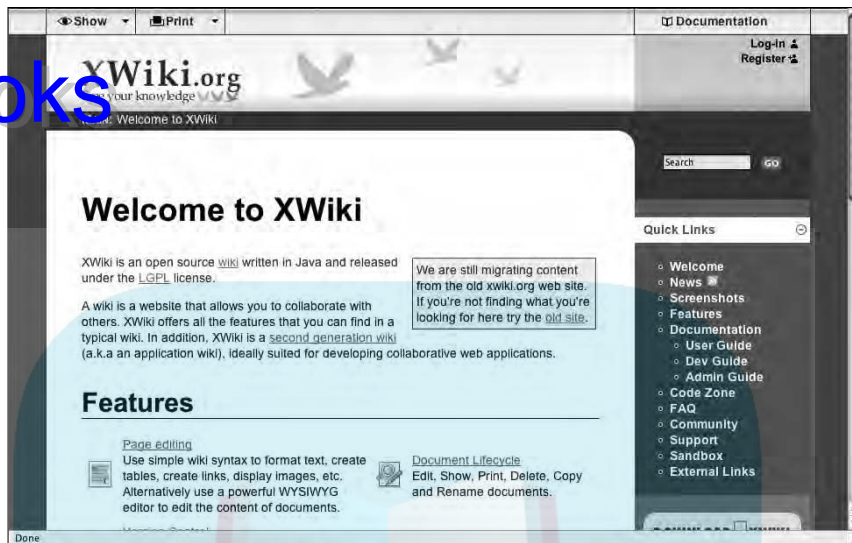 Show Print Documentation
Log-in
Register
XWiki.org
your knowledge
oks
Welcome to XWiki
Search GO
Welcome to XWiki
Quick Links
XWiki is an open source wiki written in Java and released
under the LGPL license.
We are still migrating content
from the old xwiki.org web site.
If you're not finding what you're
looking for here try the old site.
A wiki is a website that allows you to collaborate with
others. XWiki offers all the features that you can find in a
typical wiki. In addition, XWiki is a second generation wiki
(a.k.a an application wiki), ideally suited for developing collaborative web applications.
Welcome
News
Screenshots
Features
Documentation
User Guide
Dev Guide
Admin Guide
Code Zone
FAQ
Community
Support
Sandbox
External Links
Features
Page editing
Use simple wiki syntax to format text, create
tables, create links, display images, etc.
Alternatively use a powerful WYSIWYG
editor to edit the content of documents.
Document Lifecycle
Edit, Show, Print, Delete, Copy
and Rename documents.
Done